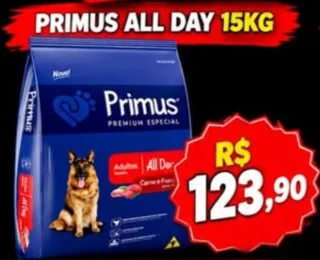 PRIMUS ALL DAY 15KG
Novo!
Primus
PREMIUM ESPECIAL
Adultos
All Day
Carne e Frango
R$
123,90